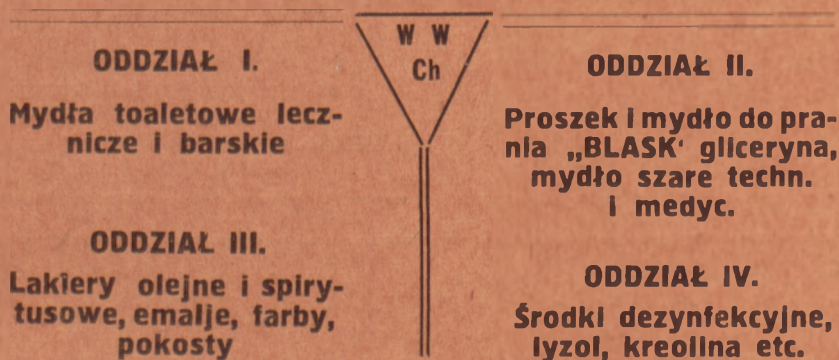 W W
Ch
ODDZIAŁ I.
Mydła toaletowe lecz-
nicze i barskie
ODDZIAŁ II.
Proszek i mydło do pra-
nia „BLASK‘ gliceryna,
mydło szare techn.
i medyc.
ODDZIAŁ III.
Lakiery olejne i spiry-
tusowe, emalje, farby,
pokosty
ODDZIAŁ IV.
Środki dezynfekcyjne,
lyzol, kreolina etc.